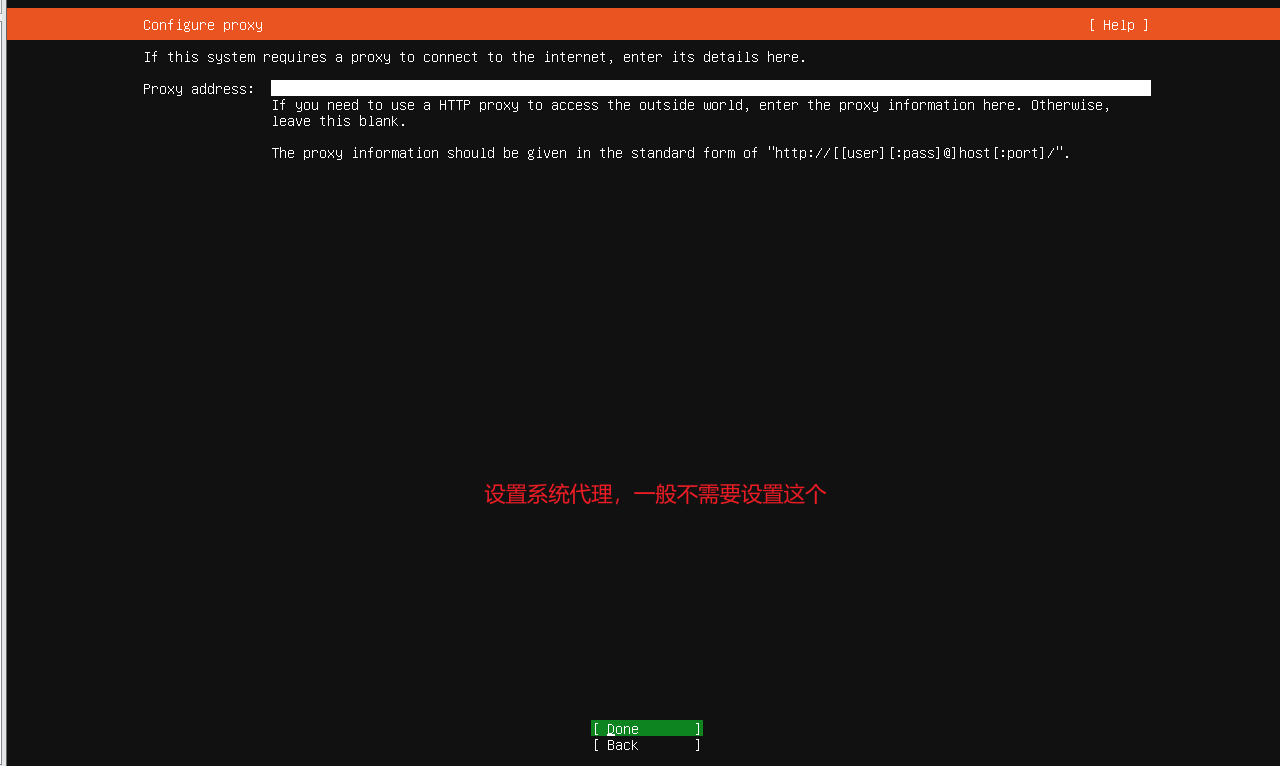 Configure proxy [ Help ]
If this system requires a proxy to connect to the internet, enter its details here.
Proxy address:
If you need to use a HTTP proxy to access the outside world, enter the proxy information here. Otherwise,
leave this blank.
The proxy information should be given in the standard form of "http://[[user][:pass]@]host[:port]/".
设置系统代理，一般不需要设置这个
[ Done ]
[ Back ]